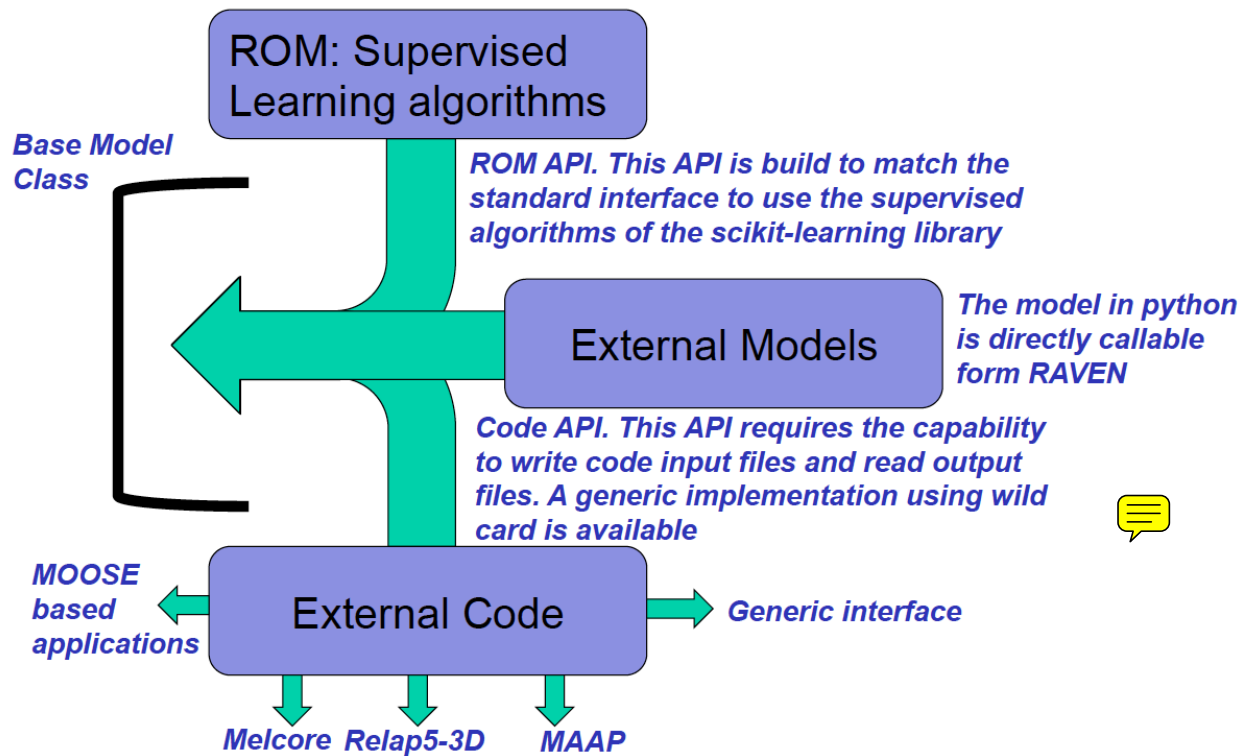 ROM: Supervised
Learning algorithms
Base Model
Class
ROM API. This API is build to match the
standard interface to use the supervised
algorithms of the scikit-learning library
External Models
The model in python
is directly callable
form RAVEN
Code API. This API requires the capability
to write code input files and read output
files. A generic implementation using wild
card is available
MOOSE
based
applications
External Code
Generic interface
Melcore
Relap5-3D
MAAP